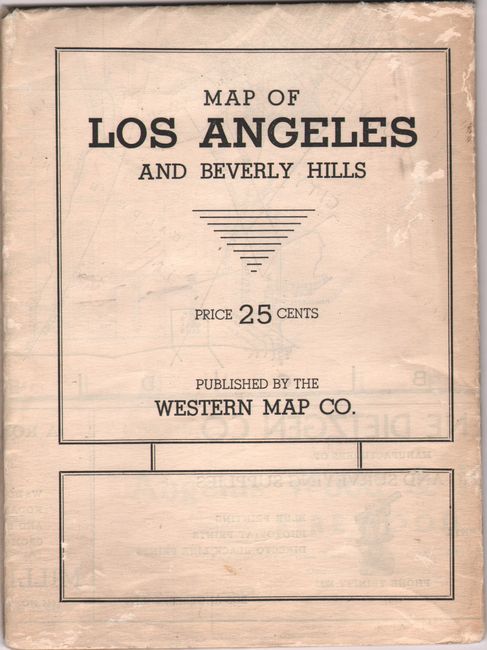 MAP OF
LOS ANGELES
AND BEVERLY HILLS
PRICE 25 CENTS
PUBLISHED BY THE
WESTERN MAP CO.